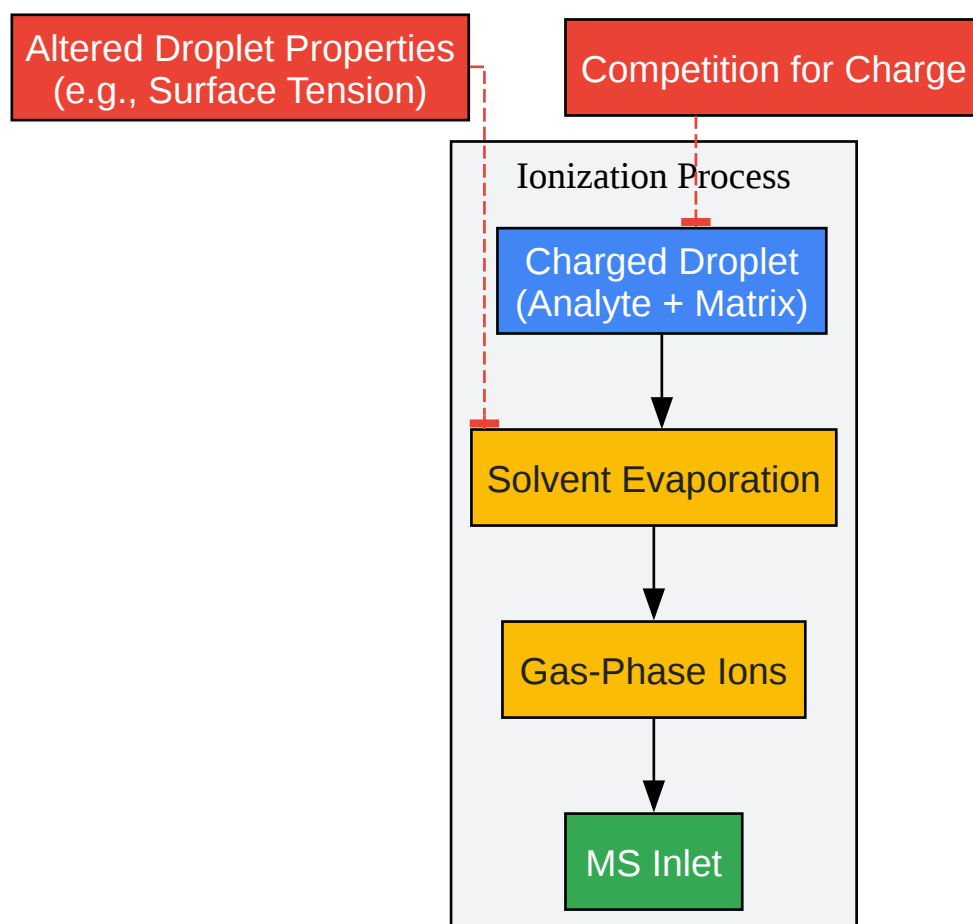 Altered Droplet Properties
(e.g., Surface Tension)
Competition for Charge
Ionization Process
Charged Droplet
(Analyte + Matrix)
Solvent Evaporation
Gas-Phase Ions
MS Inlet